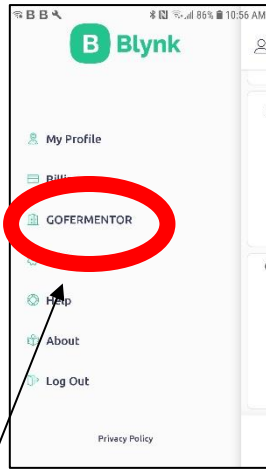 B B 86% 10:56 AM
B Blynk
My Profile
GOFERMENTOR
Help
About
Log Out
Privacy Policy